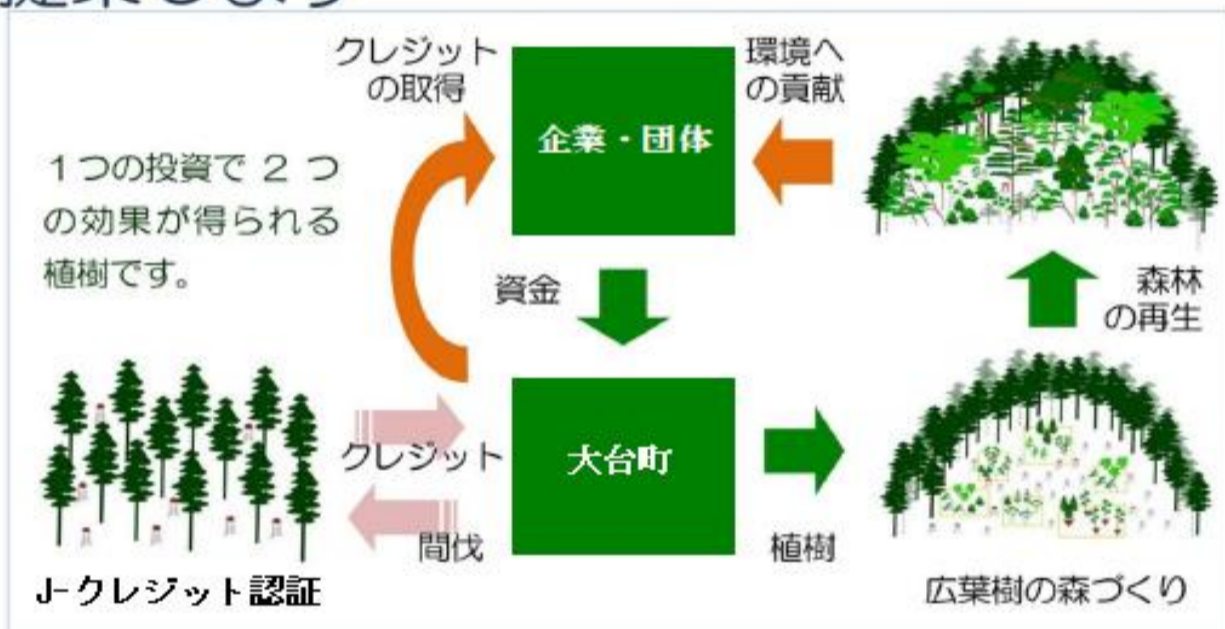 提案します
クレジット
の取得
企業・団体
環境へ
の貢献
1つの投資で 2 つ
の効果が得られる
植樹です。
資金
森林
の再生
クレジット
大台町
間伐
植樹
J-クレジット認証
広葉樹の森づくり